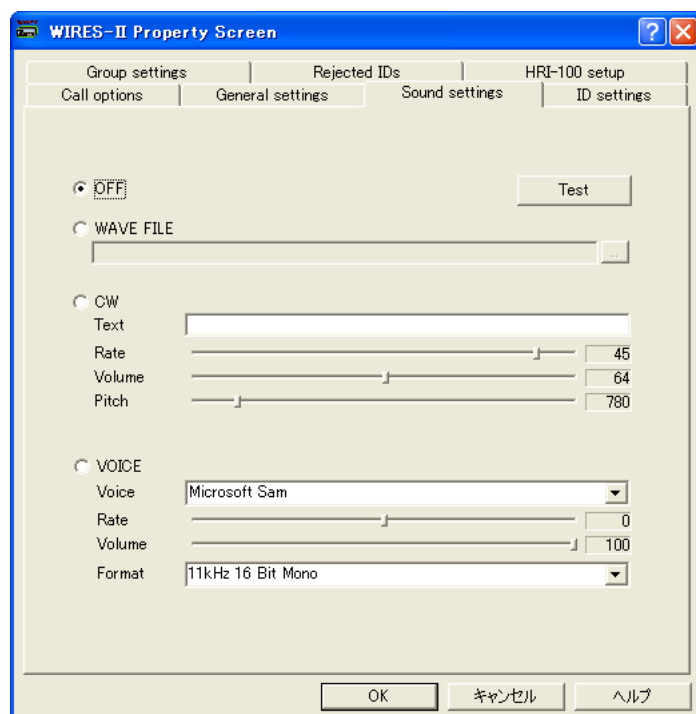 WIRES-II Property Screen
Group settings
Rejected IDs
HRI-100 setup
Call options
General settings
Sound settings
ID settings
OFF
Test
WAVE FILE
...
CW
Text
Rate
45
Volume
64
Pitch
780
VOICE
Voice
Microsoft Sam
Rate
0
Volume
100
Format
11kHz 16 Bit Mono
OK
キャンセル
ヘルプ